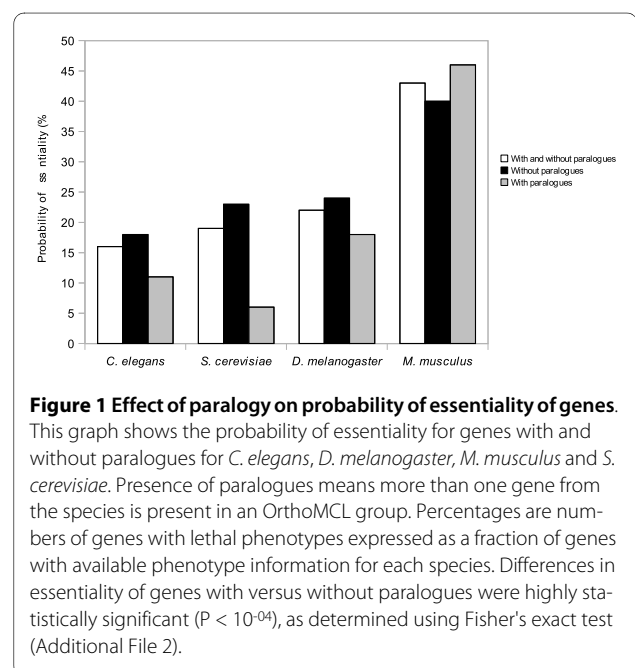 50
45
40
35
30
25
20
15
10
5
0
Probability of ss ntiality (%
C. elegans
S. cerevisiae
D. melanogaster
M. musculus
With and without paralogues
Without paralogues
With paralogues
Figure 1 Effect of paralogy on probability of essentiality of genes.
This graph shows the probability of essentiality for genes with and
without paralogues for C. elegans, D. melanogaster, M. musculus and S.
cerevisiae. Presence of paralogues means more than one gene from
the species is present in an OrthoMCL group. Percentages are num-
bers of genes with lethal phenotypes expressed as a fraction of genes
with available phenotype information for each species. Differences in
essentiality of genes with versus without paralogues were highly sta-
tistically significant (P < 10-04), as determined using Fisher's exact test
(Additional File 2).